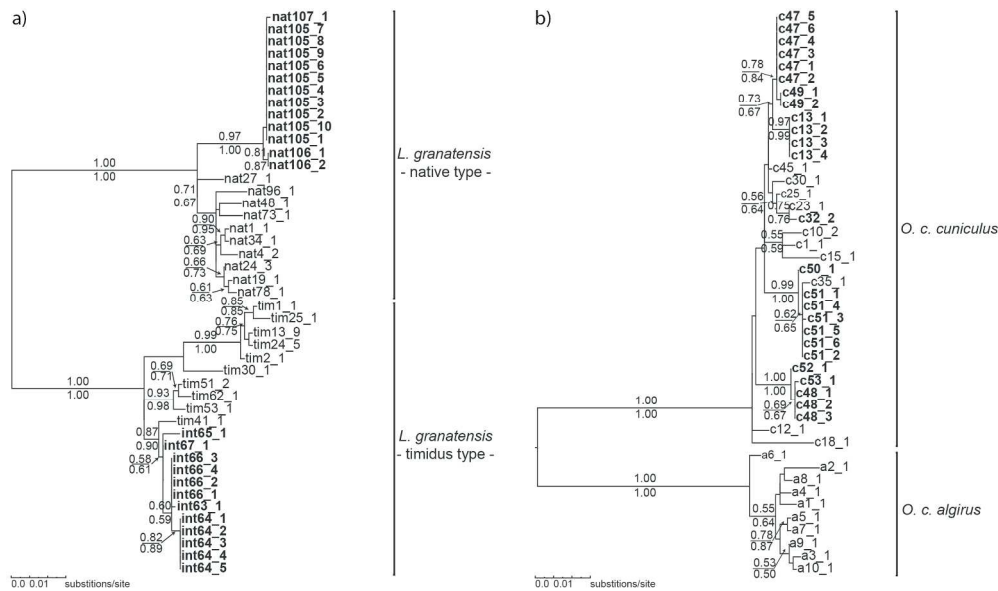 a)
nat107_1
nat105_7
nat105_8
nat105_9
nat105_6
nat105_5
nat105_4
nat105_3
nat105_2
nat105_10
nat105_1
0.97
0.81
nat106_1
0.87
nat106_2
1.00
1.00
nat27_1
0.71
0.67
nat96_1
nat48_1
nat73_1
0.90
0.95
nat1_1
0.63
0.69
nat34_1
nat4_2
0.66
0.73
nat24_3
nat19_1
0.61
0.63
nat78_1
L. granatensis
- native type -
0.85
0.85
tim1_1
tim25_1
0.76
0.75
tim13_9
tim24_5
0.99
1.00
tim2_1
tim30_1
0.69
0.71
tim51_2
1.00
1.00
0.93
0.98
tim62_1
tim53_1
tim41_1
0.87
0.90
int65_1
int67_1
0.58
0.61
int66_3
int66_4
int66_2
int66_1
0.60
0.59
int63_1
int64_1
0.82
0.89
int64_2
int64_3
int64_4
int64_5
L. granatensis
- timidus type -
0.0 0.01 substitions/site
b)
c47_5
c47_6
c47_4
c47_3
c47_1
0.78
0.84
c47_2
c49_1
0.73
0.67
c49_2
0.97
0.99
c13_1
c13_2
c13_3
c13_4
c45_1
c30_1
0.56
0.64
c25_1
0.75
0.76
c23_1
c32_2
0.55
0.59
c10_2
c1_1
c15_1
c50_1
0.99
1.00
c35_1
c51_1
c51_4
0.62
0.65
c51_3
c51_5
c51_6
c51_2
c52_1
1.00
1.00
c53_1
c48_1
0.69
0.67
c48_2
c48_3
1.00
1.00
c12_1
c18_1
O. c. cuniculus
a6_1
a2_1
1.00
1.00
a8_1
a4_1
a1_1
0.55
0.64
a5_1
a7_1
0.78
0.87
a9_1
a3_1
0.53
0.50
a10_1
O. c. algirus
0.0 0.01 substitions/site